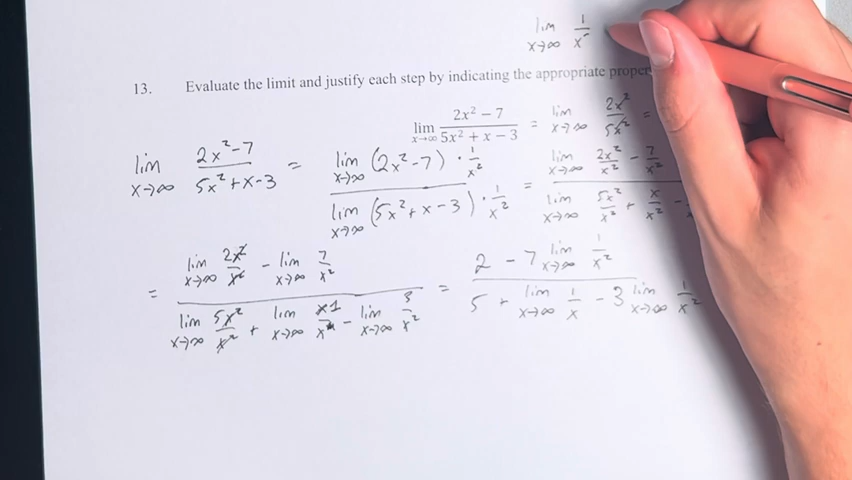 lim x→∞ 1/x
13. Evaluate the limit and justify each step by indicating the appropriate
lim x→∞ (2x² − 7)/(5x² + x − 3) = lim x→∞ 2x²/5x² =
lim x→∞ (2x²−7)/(5x²+x−3) = (lim x→∞ (2x²−7) · 1/x²)/(lim x→∞ (5x²+x−3) · 1/x²) = (lim x→∞ 2x²/x² − 7/x²)/(lim x→∞ 5x²/x² + x/x² −
= (lim x→∞ 2x²/x² − lim x→∞ 7/x²)/(lim x→∞ 5x²/x² + lim x→∞ x1/x² − lim x→∞ 3/x²) = (2 − 7 lim x→∞ 1/x²)/(5 + lim x→∞ 1/x − 3 lim x→∞ 1/x²)